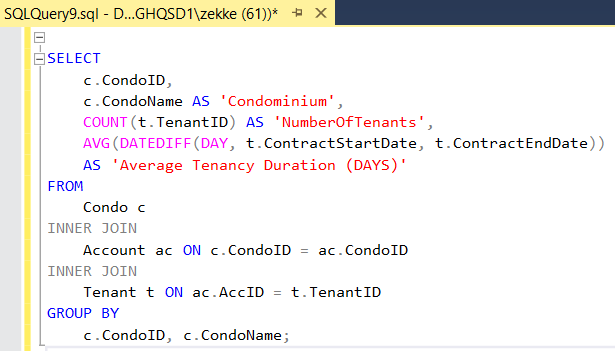 SQLQuery9.sql - D...GHQSD1\zekke (61))*
SELECT
c.CondoID,
c.CondoName AS 'Condominium',
COUNT(t.TenantID) AS 'NumberOfTenants',
AVG(DATEDIFF(DAY, t.ContractStartDate, t.ContractEndDate))
AS 'Average Tenancy Duration (DAYS)'
FROM
Condo c
INNER JOIN
Account ac ON c.CondoID = ac.CondoID
INNER JOIN
Tenant t ON ac.AccID = t.TenantID
GROUP BY
c.CondoID, c.CondoName;